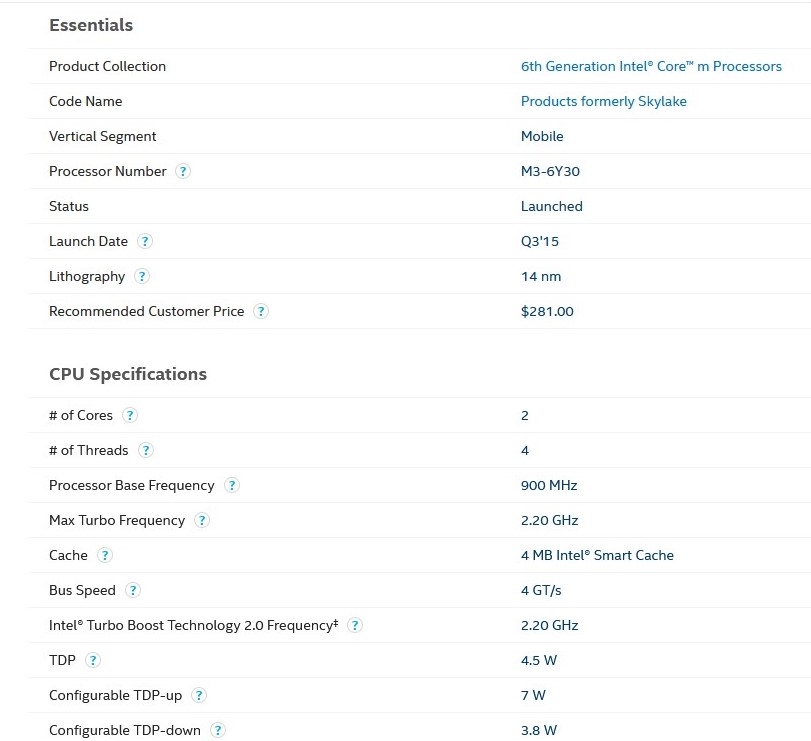 Essentials
Product Collection 6th Generation Intel® Core™ m Processors
Code Name Products formerly Skylake
Vertical Segment Mobile
Processor Number ? M3-6Y30
Status Launched
Launch Date ? Q3'15
Lithography ? 14 nm
Recommended Customer Price ? $281.00
CPU Specifications
# of Cores ? 2
# of Threads ? 4
Processor Base Frequency ? 900 MHz
Max Turbo Frequency ? 2.20 GHz
Cache ? 4 MB Intel® Smart Cache
Bus Speed ? 4 GT/s
Intel® Turbo Boost Technology 2.0 Frequency‡ ? 2.20 GHz
TDP ? 4.5 W
Configurable TDP-up ? 7 W
Configurable TDP-down ? 3.8 W